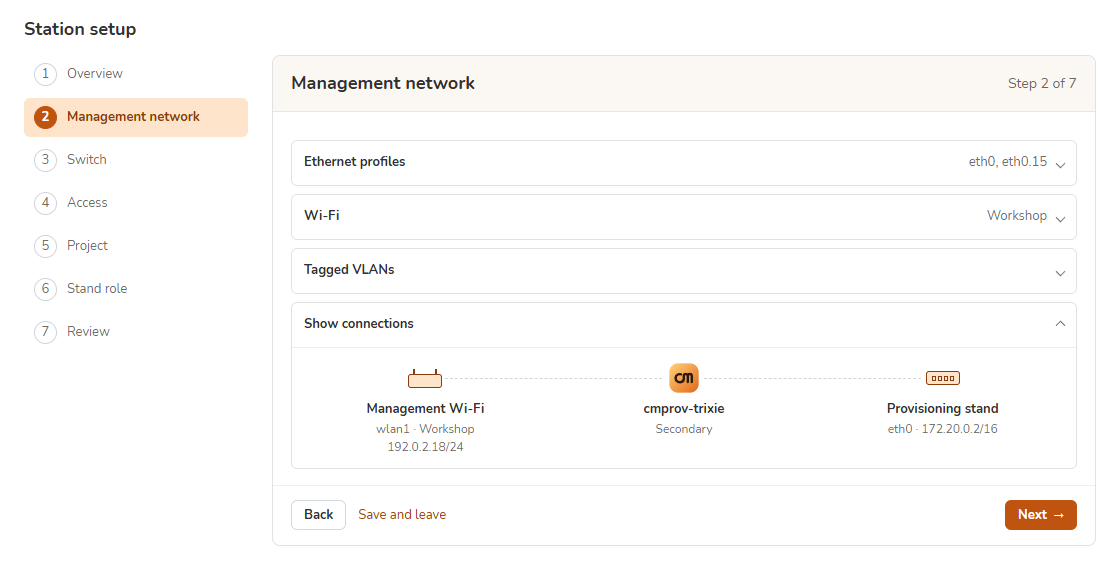 Station setup
1 Overview
2 Management network
3 Switch
4 Access
5 Project
6 Stand role
7 Review
Management network
Step 2 of 7
Ethernet profiles
eth0, eth0.15
Wi-Fi
Workshop
Tagged VLANs
Show connections
cm
Management Wi-Fi
wlan1 · Workshop
192.0.2.18/24
cmprov-trixie
Secondary
Provisioning stand
eth0 · 172.20.0.2/16
Back
Save and leave
Next →